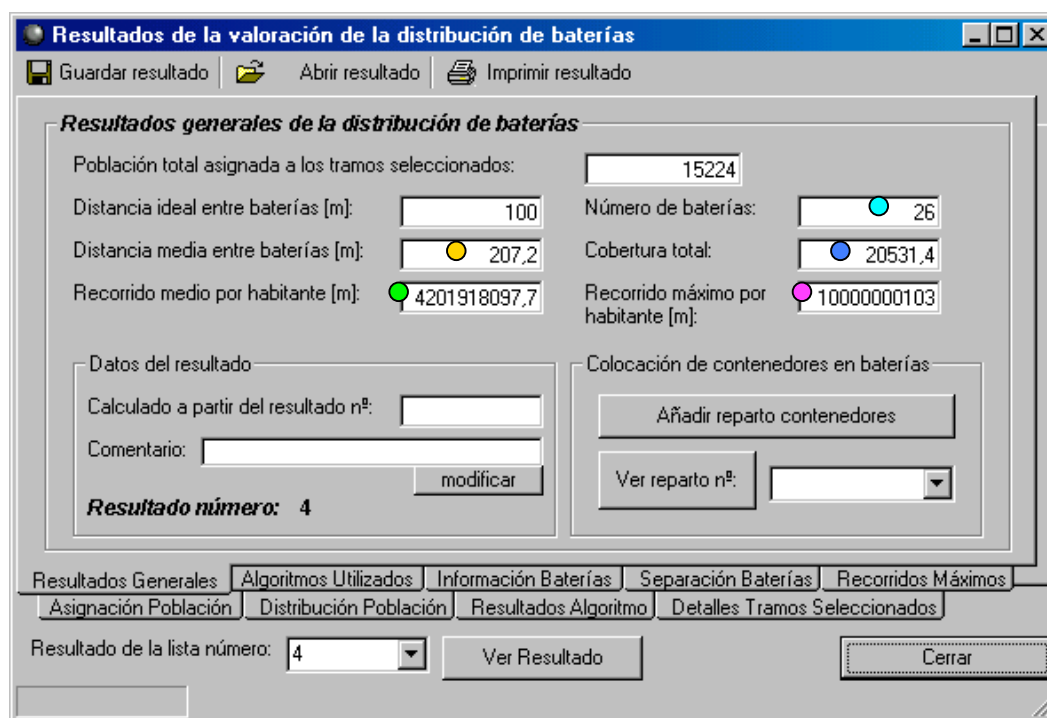 Resultados de la valoración de la distribución de baterías
Guardar resultado Abrir resultado Imprimir resultado
Resultados generales de la distribución de baterías
Población total asignada a los tramos seleccionados: 15224
Distancia ideal entre baterías [m]: 100 Número de baterías: 26
Distancia media entre baterías [m]: 207,2 Cobertura total: 20531,4
Recorrido medio por habitante [m]: 4201918097,7 Recorrido máximo por habitante [m]: 10000000103
Datos del resultado
Calculado a partir del resultado nº:
Comentario:
modificar
Resultado número: 4
Colocación de contenedores en baterías
Añadir reparto contenedores
Ver reparto nº:
Resultados Generales Algoritmos Utilizados Información Baterías Separación Baterías Recorridos Máximos
Asignación Población Distribución Población Resultados Algoritmo Detalles Tramos Seleccionados
Resultado de la lista número: 4 Ver Resultado Cerrar